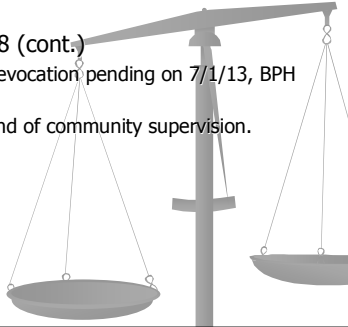 8 (cont.)
evocation pending on 7/1/13, BPH
nd of community supervision.